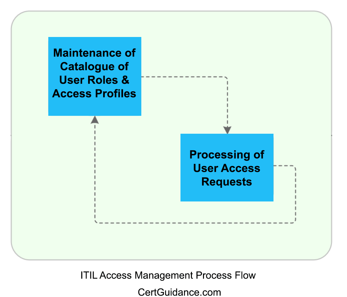 Maintenance of
Catalogue of
User Roles &
Access Profiles
Processing of
User Access
Requests
ITIL Access Management Process Flow
CertGuidance.com